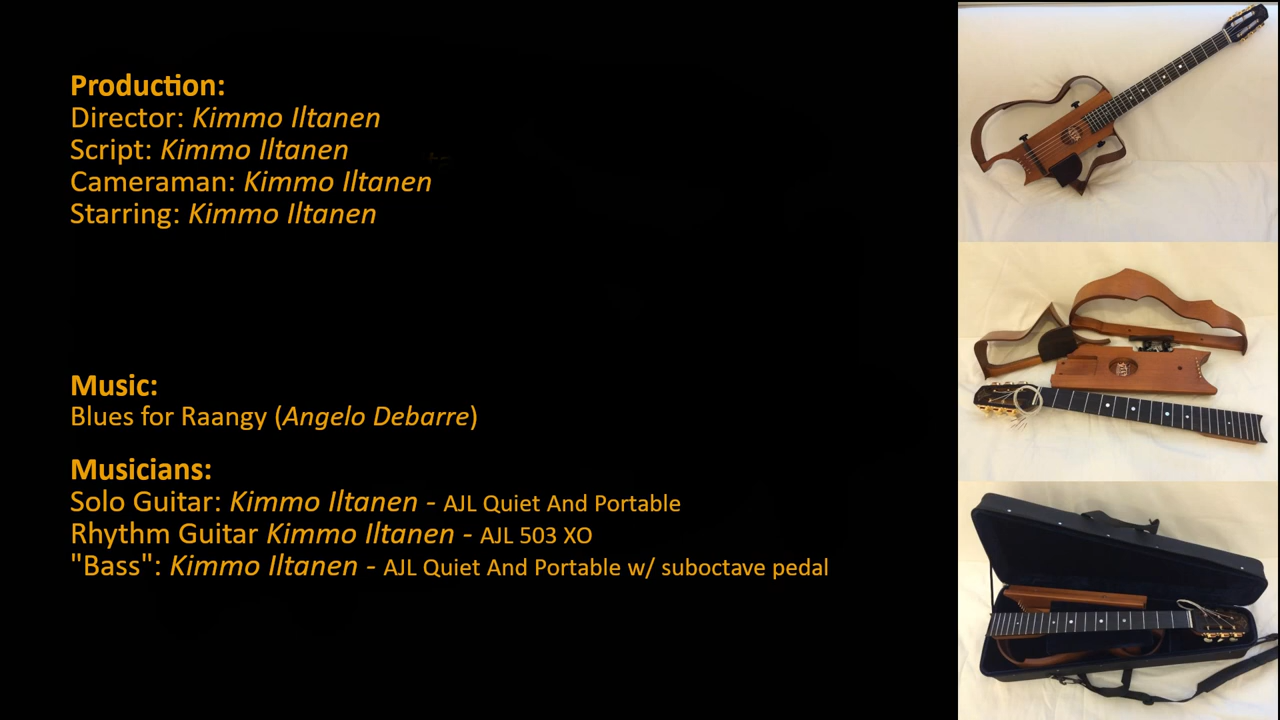 Production:
Director: Kimmo Iltanen
Script: Kimmo Iltanen
Cameraman: Kimmo Iltanen
Starring: Kimmo Iltanen
Music:
Blues for Raangy (Angelo Debarre)
Musicians:
Solo Guitar: Kimmo Iltanen - AJL Quiet And Portable
Rhythm Guitar Kimmo Iltanen - AJL 503 XO
"Bass": Kimmo Iltanen - AJL Quiet And Portable w/ suboctave pedal